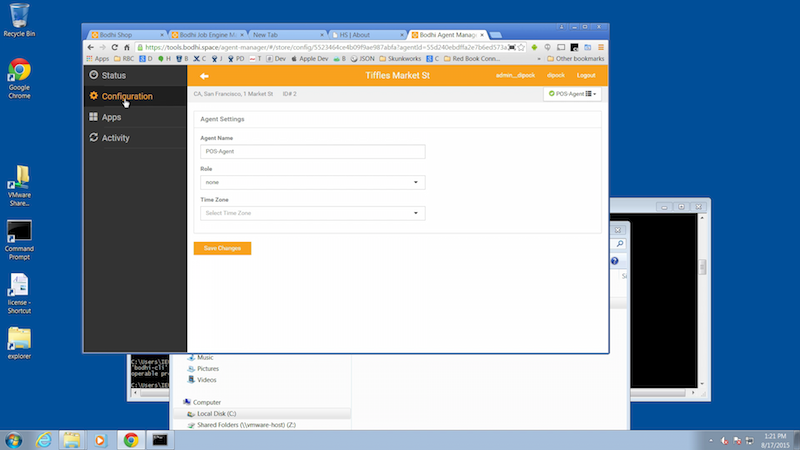 Recycle Bin
Google Chrome
VMware Share...
Command Prompt
license - Shortcut
explorer
Bodhi Shop
Bodhi Job Engine M
New Tab
HS | About
Bodhi Agent Manag
https://tools.bodhi.space/agent-manager/#/store/config/5523464ce4b09f9ae987abfa?agentId=55d240ebdffa2e7b6ed573a
Apps
RBC
D
H
B
C
X
J
PD
T
Dev
Apple Dev
B
JSON
Skunkworks
Red Book Conn...
Other bookmarks
Status
Configuration
Apps
Activity
Tiffles Market St
admin__dipock
dipock
Logout
CA, San Francisco, 1 Market St
ID# 2
POS-Agent
Agent Settings
Agent Name
POS-Agent
Role
none
Time Zone
Select Time Zone
Save Changes
C:\Users\IE
'bodhi-cli'
operable pr
C:\Users\IE
Music
Pictures
Videos
Computer
Local Disk (C:)
Shared Folders (\\vmware-host) (Z:)
1:21 PM
8/17/2015